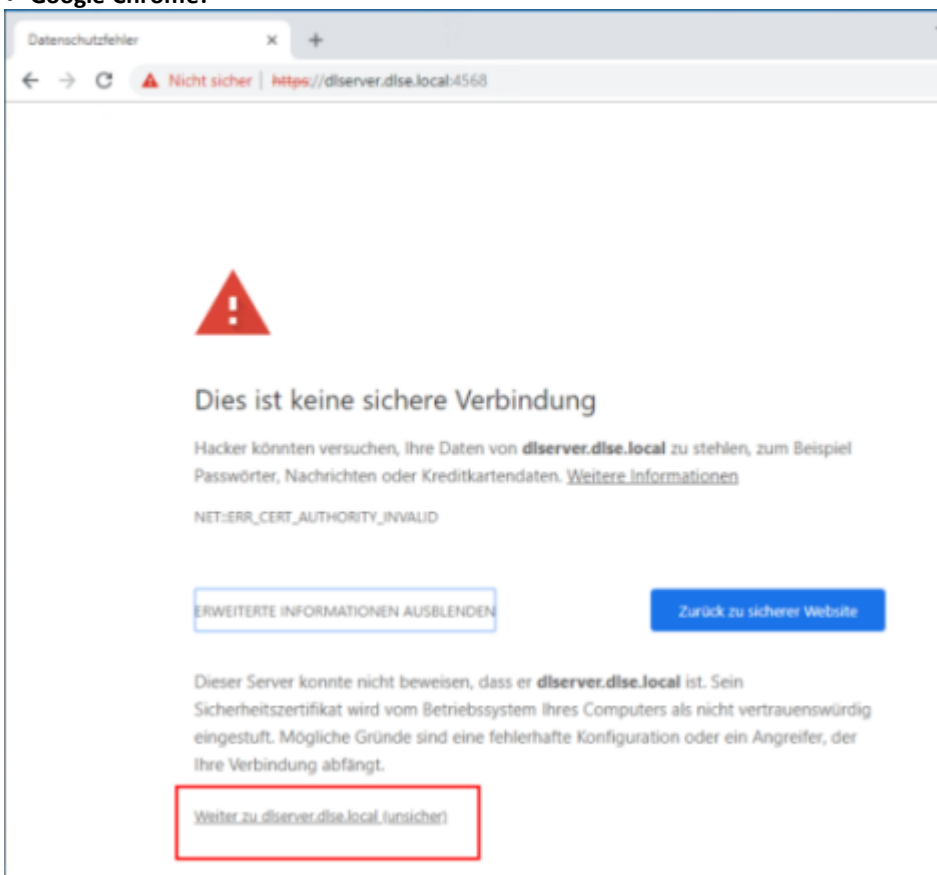 Google Chrome:
Datenschutzfehler
Nicht sicher | https://dlserver.dlse.local:4568
Dies ist keine sichere Verbindung
Hacker könnten versuchen, Ihre Daten von dlserver.dlse.local zu stehlen, zum Beispiel
Passwörter, Nachrichten oder Kreditkartendaten. Weitere Informationen
NET::ERR_CERT_AUTHORITY_INVALID
ERWEITERTE INFORMATIONEN AUSBLENDEN
Zurück zu sicherer Website
Dieser Server konnte nicht beweisen, dass er dlserver.dlse.local ist. Sein
Sicherheitszertifikat wird vom Betriebssystem Ihres Computers als nicht vertrauenswürdig
eingestuft. Mögliche Gründe sind eine fehlerhafte Konfiguration oder ein Angreifer, der
Ihre Verbindung abfängt.
Weiter zu dlserver.dlse.local (unsicher)